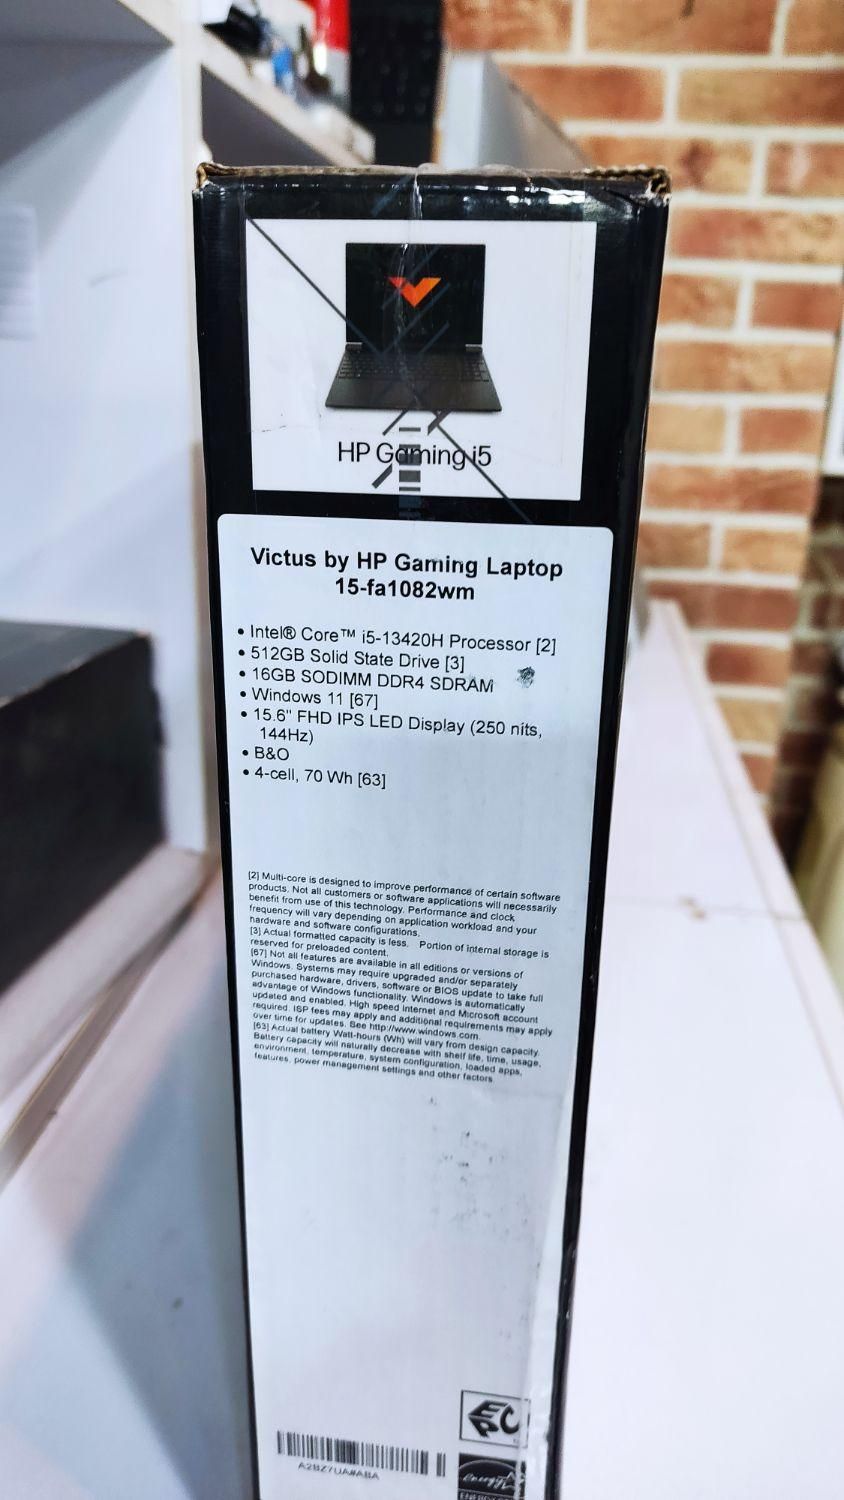 HP Gaming i5
Victus by HP Gaming Laptop
15-fa1082wm
• Intel® Core™ i5-13420H Processor [2]
• 512GB Solid State Drive [3]
• 16GB SODIMM DDR4 SDRAM
• Windows 11 [67]
• 15.6" FHD IPS LED Display (250 nits,
144Hz)
• B&O
• 4-cell, 70 Wh [63]
[2] Multi-core is designed to improve performance of certain software
products. Not all customers or software applications will necessarily
benefit from use of this technology. Performance and clock
frequency will vary depending on application workload and your
hardware and software configurations.
[3] Actual formatted capacity is less. Portion of internal storage is
reserved for preloaded content.
[67] Not all features are available in all editions or versions of
Windows. Systems may require upgraded and/or separately
purchased hardware, drivers, software or BIOS update to take full
advantage of Windows functionality. Windows is automatically
updated and enabled. High speed internet and Microsoft account
required. ISP fees may apply and additional requirements may apply
over time for updates. See http://www.windows.com.
[63] Actual battery Watt-hours (Wh) will vary from design capacity.
Battery capacity will naturally decrease with shelf life, time, usage,
environment, temperature, system configuration, loaded apps,
features, power management settings and other factors.
EPC
A2BZ7UA#ABA
energy